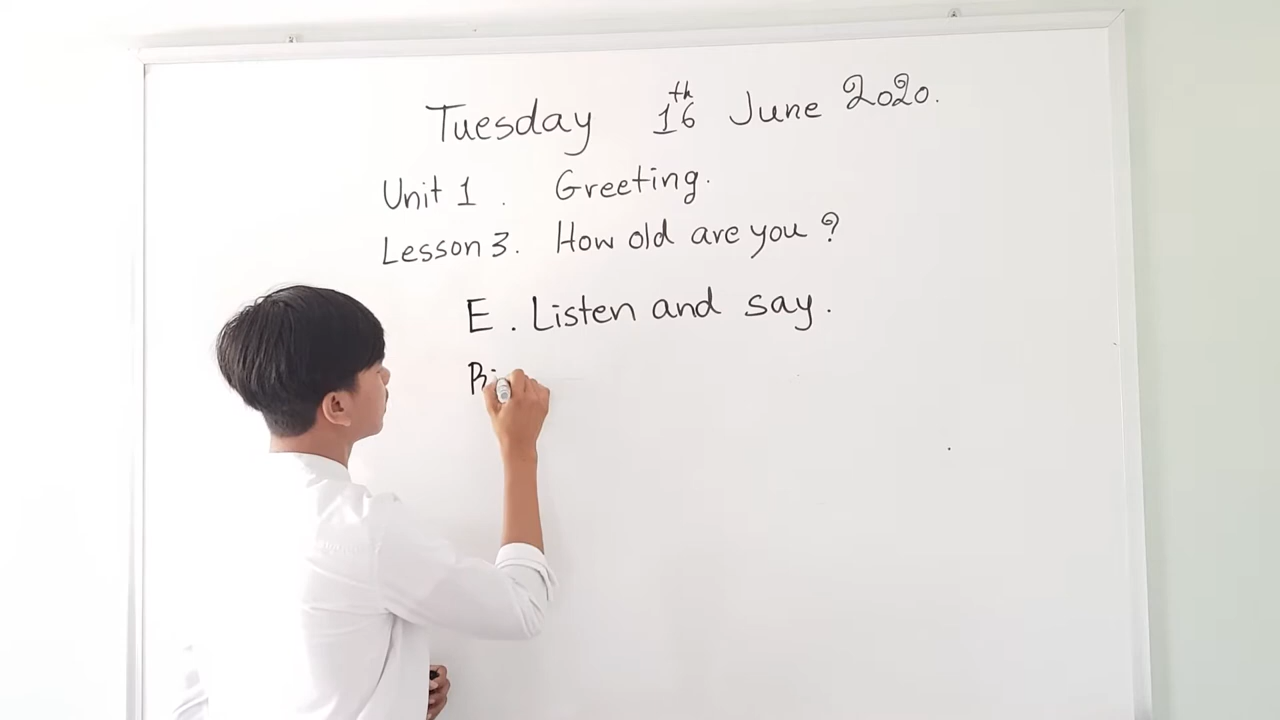 Tuesday 16th June 2020.
Unit 1. Greeting.
Lesson 3. How old are you?
E. Listen and say.